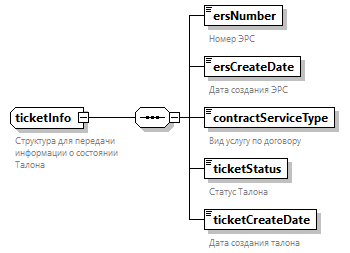 ersNumber
Номер ЭРС
ersCreateDate
Дата создания ЭРС
ticketInfo
Структура для передачи
информации о состоянии
Талона
contractServiceType
Вид услугу по договору
ticketStatus
Статус Талона
ticketCreateDate
Дата создания талона